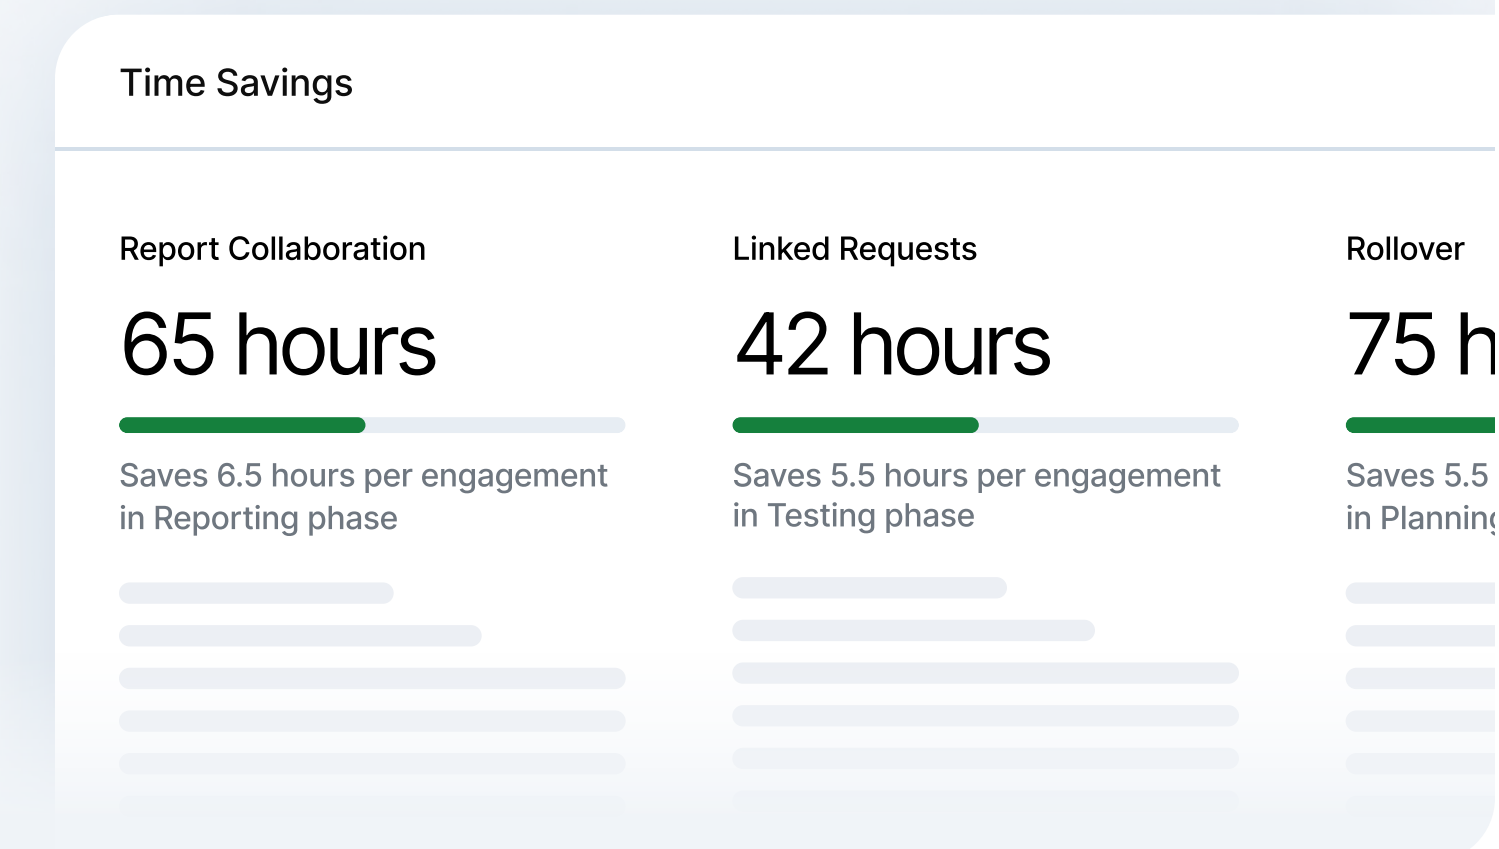 Time Savings
Report Collaboration
65 hours
Saves 6.5 hours per engagement
in Reporting phase
Linked Requests
42 hours
Saves 5.5 hours per engagement
in Testing phase
Rollover
75 h
Saves 5.5
in Planning